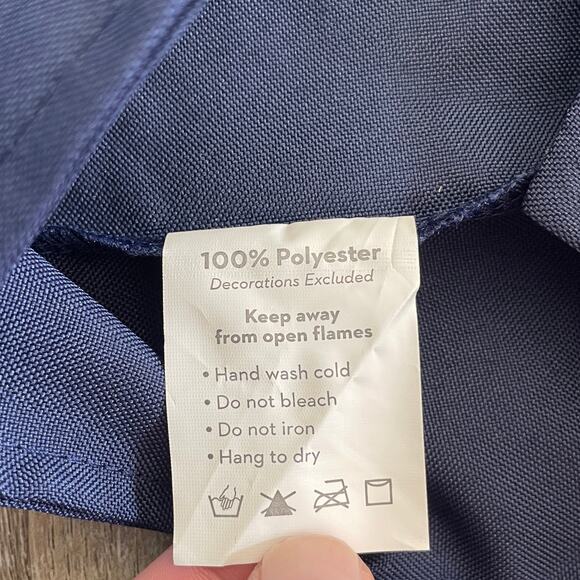 100% Polyester
Decorations Excluded
Keep away
from open flames
• Hand wash cold
• Do not bleach
• Do not iron
• Hang to dry